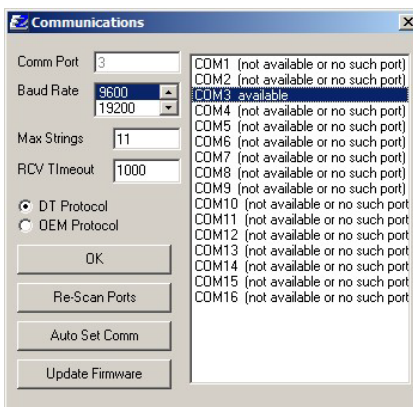 EZ Communications
Comm Port 3
Baud Rate 9600
19200
Max Strings 11
RCV TImeout 1000
DT Protocol
OEM Protocol
OK
Re-Scan Ports
Auto Set Comm
Update Firmware
COM1 (not available or no such port)
COM2 (not available or no such port)
COM3 available
COM4 (not available or no such port)
COM5 (not available or no such port)
COM6 (not available or no such port)
COM7 (not available or no such port)
COM8 (not available or no such port)
COM9 (not available or no such port)
COM10 (not available or no such port
COM11 (not available or no such port
COM12 (not available or no such port
COM13 (not available or no such port
COM14 (not available or no such port
COM15 (not available or no such port
COM16 (not available or no such port